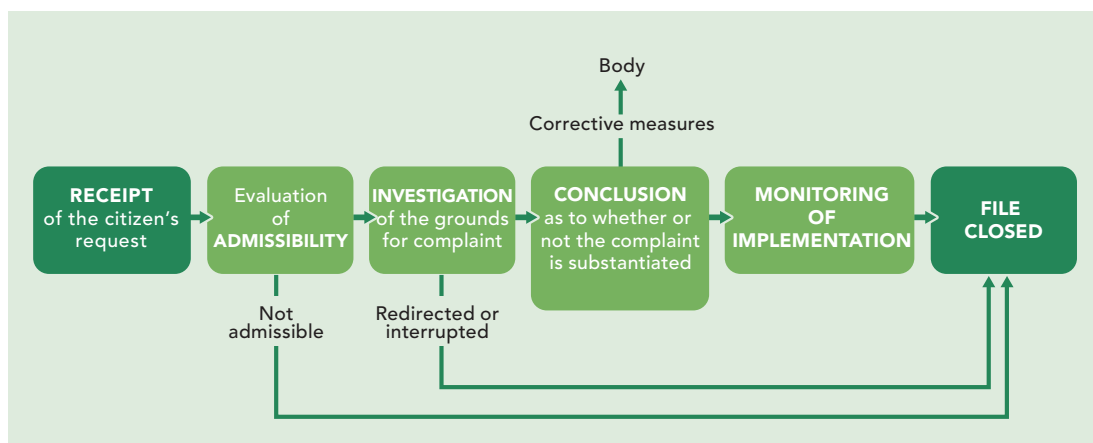 Body
Corrective measures
RECEIPT
of the citizen's
request
Evaluation
of
ADMISSIBILITY
INVESTIGATION
of the grounds
for complaint
CONCLUSION
as to whether or
not the complaint
is substantiated
MONITORING
OF
IMPLEMENTATION
FILE
CLOSED
Not
admissible
Redirected or
interrupted